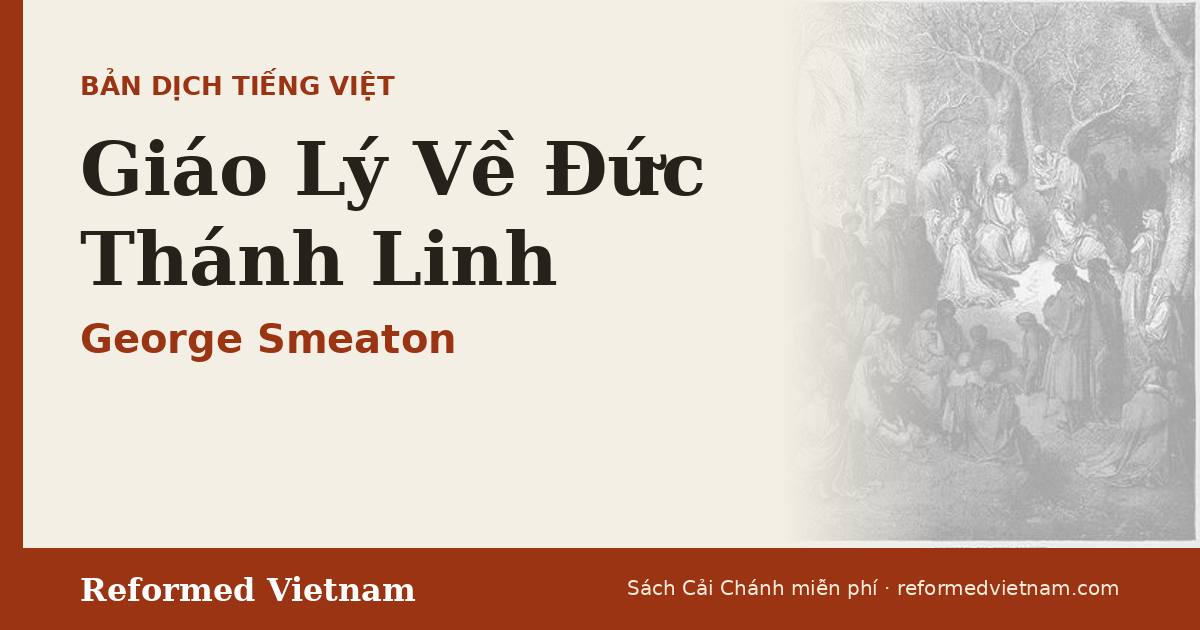 BẢN DỊCH TIẾNG VIỆT
Giáo Lý Về Đức
Thánh Linh
George Smeaton
Reformed Vietnam
Sách Cải Chánh miễn phí · reformedvietnam.com